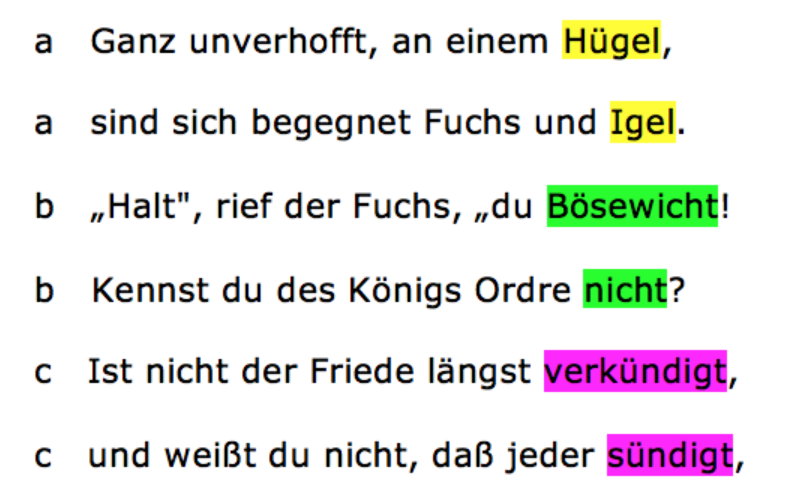 a Ganz unverhofft, an einem Hügel,
a sind sich begegnet Fuchs und Igel.
b „Halt", rief der Fuchs, „du Bösewicht!
b Kennst du des Königs Ordre nicht?
c Ist nicht der Friede längst verkündigt,
c und weißt du nicht, daß jeder sündigt,